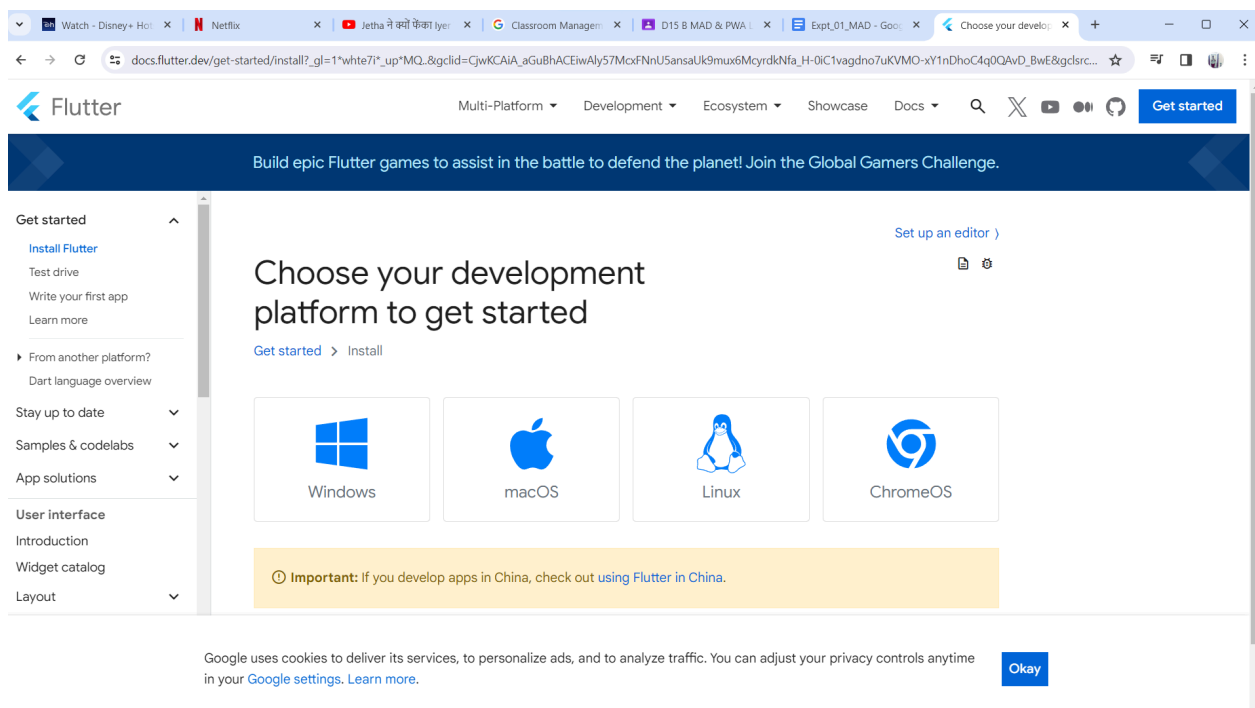 Watch - Disney+ Hot
Netflix
Jetha ने क्यों फेंका Iyer
Classroom Managem
D15 B MAD & PWA L
Expt_01_MAD - Goog
Choose your develop
docs.flutter.dev/get-started/install?_gl=1*whte7i*_up*MQ..&gclid=CjwKCAiA_aGuBhACEiwAly57McxFNnU5ansaUk9mux6McyrdkNfa_H-0iC1vagdno7uKVMO-xY1nDhoC4q0QAvD_BwE&gclsrc...
Flutter
Multi-Platform
Development
Ecosystem
Showcase
Docs
Get started
Build epic Flutter games to assist in the battle to defend the planet! Join the Global Gamers Challenge.
Get started
Install Flutter
Test drive
Write your first app
Learn more
From another platform?
Dart language overview
Stay up to date
Samples & codelabs
App solutions
User interface
Introduction
Widget catalog
Layout
Set up an editor ⟩
Choose your development
platform to get started
Get started > Install
Windows
macOS
Linux
ChromeOS
Important: If you develop apps in China, check out using Flutter in China.
Google uses cookies to deliver its services, to personalize ads, and to analyze traffic. You can adjust your privacy controls anytime
in your Google settings. Learn more.
Okay